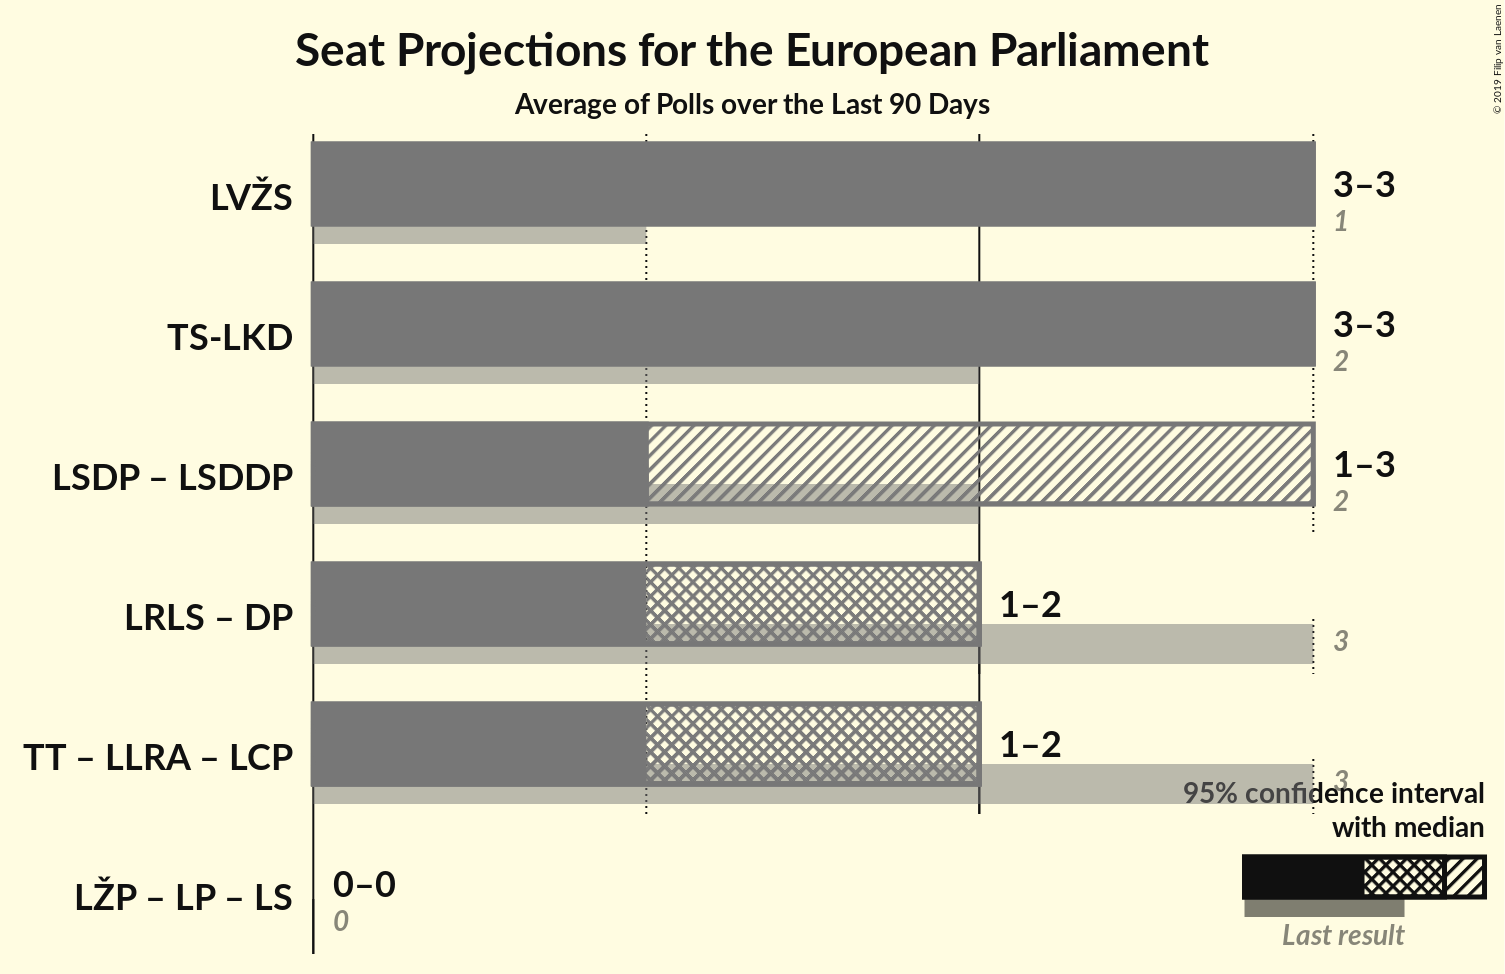 Seat Projections for the European Parliament
Average of Polls over the Last 90 Days
© 2019 Filip van Laenen
LVŽS
3–3
1
TS-LKD
3–3
2
LSDP – LSDDP
1–3
2
LRLS – DP
1–2
3
TT – LLRA – LCP
1–2
3
LŽP – LP – LS
0–0
0
95% confidence interval
with median
Last result